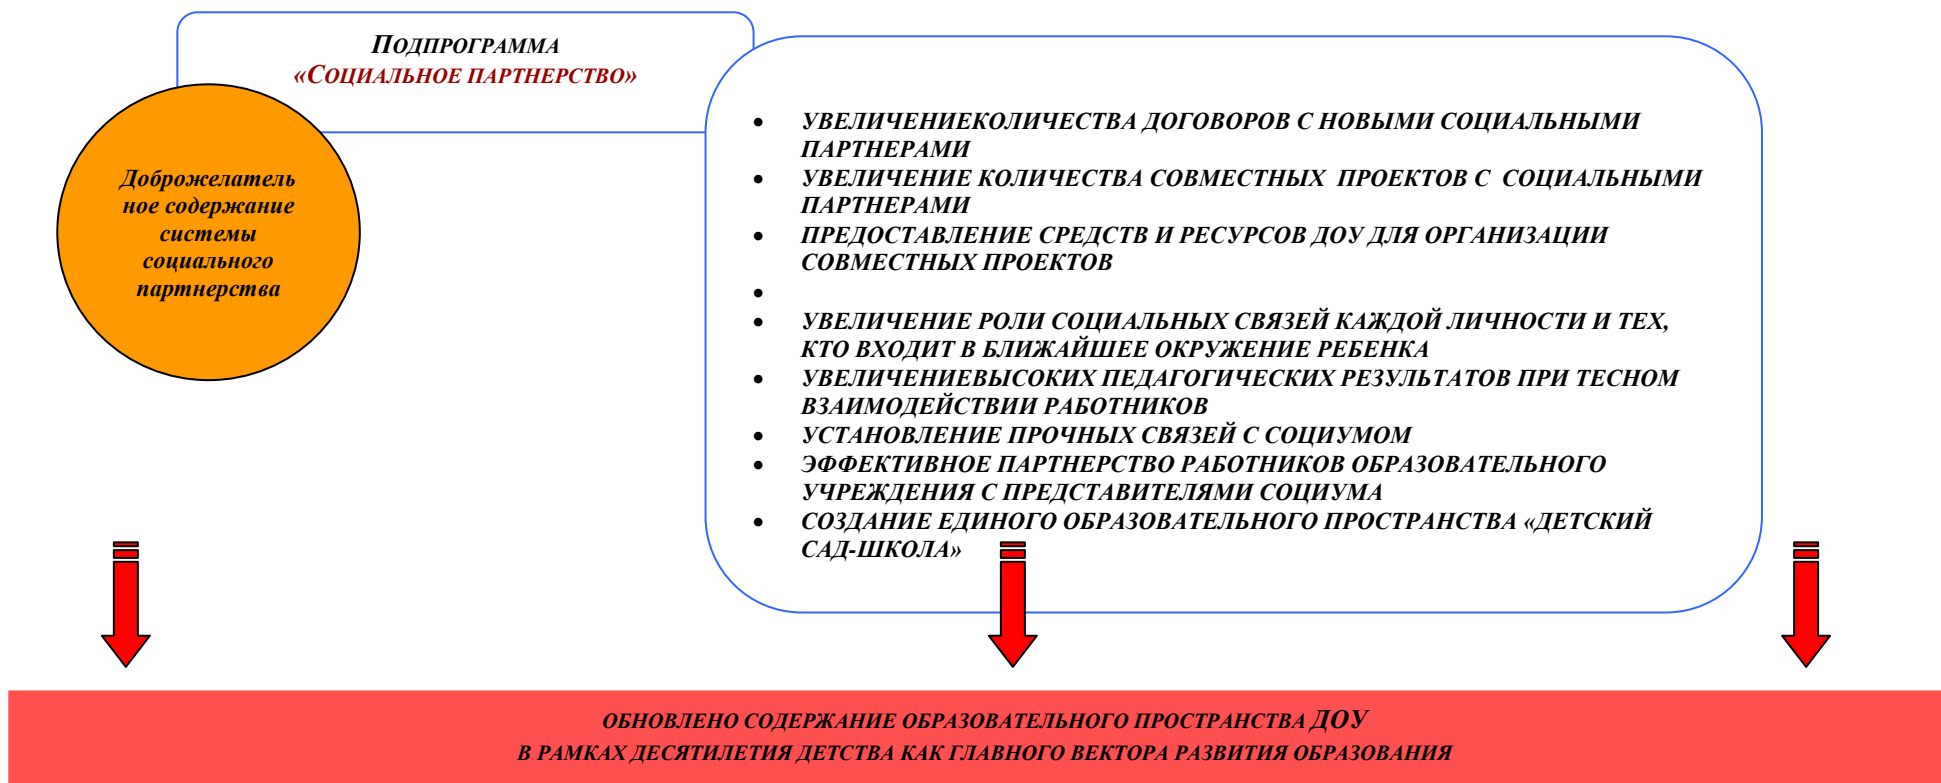 ПОДПРОГРАММА
«СОЦИАЛЬНОЕ ПАРТНЕРСТВО»
Доброжелатель
ное содержание
системы
социального
партнерства
• УВЕЛИЧЕНИЕКОЛИЧЕСТВА ДОГОВОРОВ С НОВЫМИ СОЦИАЛЬНЫМИ
ПАРТНЕРАМИ
• УВЕЛИЧЕНИЕ КОЛИЧЕСТВА СОВМЕСТНЫХ ПРОЕКТОВ С СОЦИАЛЬНЫМИ
ПАРТНЕРАМИ
• ПРЕДОСТАВЛЕНИЕ СРЕДСТВ И РЕСУРСОВ ДОУ ДЛЯ ОРГАНИЗАЦИИ
СОВМЕСТНЫХ ПРОЕКТОВ
•
• УВЕЛИЧЕНИЕ РОЛИ СОЦИАЛЬНЫХ СВЯЗЕЙ КАЖДОЙ ЛИЧНОСТИ И ТЕХ,
КТО ВХОДИТ В БЛИЖАЙШЕЕ ОКРУЖЕНИЕ РЕБЕНКА
• УВЕЛИЧЕНИЕВЫСОКИХ ПЕДАГОГИЧЕСКИХ РЕЗУЛЬТАТОВ ПРИ ТЕСНОМ
ВЗАИМОДЕЙСТВИИ РАБОТНИКОВ
• УСТАНОВЛЕНИЕ ПРОЧНЫХ СВЯЗЕЙ С СОЦИУМОМ
• ЭФФЕКТИВНОЕ ПАРТНЕРСТВО РАБОТНИКОВ ОБРАЗОВАТЕЛЬНОГО
УЧРЕЖДЕНИЯ С ПРЕДСТАВИТЕЛЯМИ СОЦИУМА
• СОЗДАНИЕ ЕДИНОГО ОБРАЗОВАТЕЛЬНОГО ПРОСТРАНСТВА «ДЕТСКИЙ
САД-ШКОЛА»
ОБНОВЛЕНО СОДЕРЖАНИЕ ОБРАЗОВАТЕЛЬНОГО ПРОСТРАНСТВА ДОУ
В РАМКАХ ДЕСЯТИЛЕТИЯ ДЕТСТВА КАК ГЛАВНОГО ВЕКТОРА РАЗВИТИЯ ОБРАЗОВАНИЯ